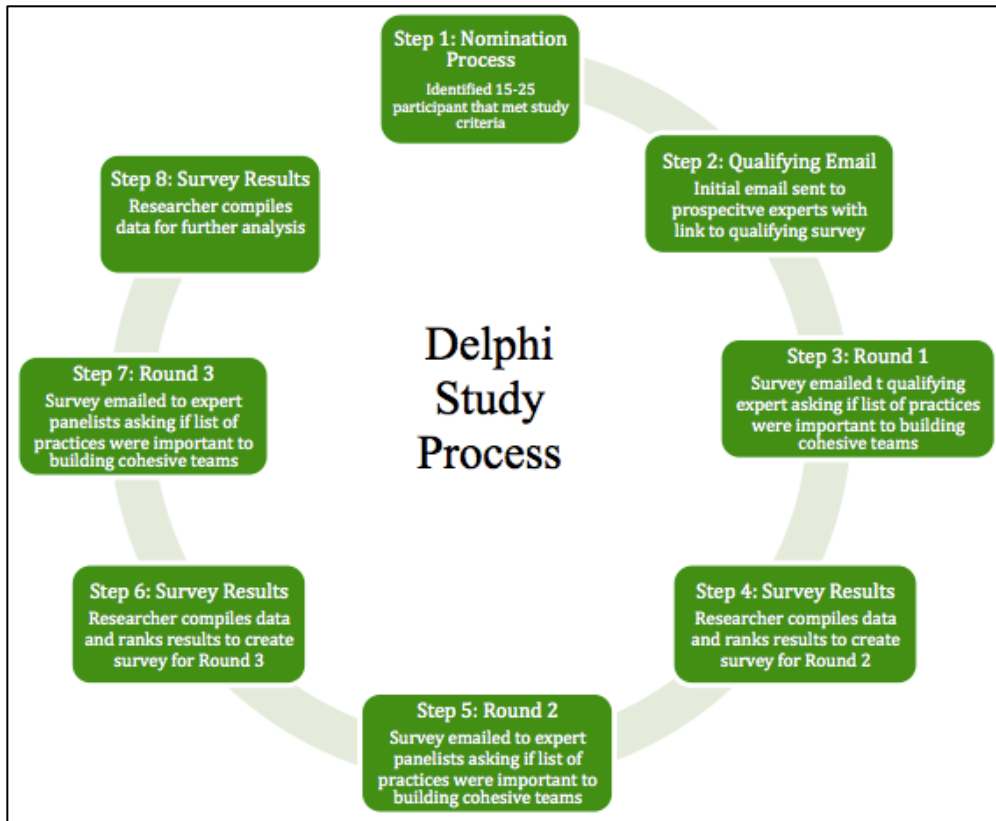 Step 1: Nomination
Process
Identified 15-25
participant that met study
criteria
Step 2: Qualifying Email
Initial email sent to
prospecitve experts with
link to qualifying survey
Step 3: Round 1
Survey emailed t qualifying
expert asking if list of practices
were important to building
cohesive teams
Step 4: Survey Results
Researcher compiles data
and ranks results to create
survey for Round 2
Step 5: Round 2
Survey emailed to expert
panelists asking if list of
practices were important to
building cohesive teams
Step 6: Survey Results
Researcher compiles data
and ranks results to create
survey for Round 3
Step 7: Round 3
Survey emailed to expert
panelists asking if list of
practices were important to
building cohesive teams
Step 8: Survey Results
Researcher compiles
data for further analysis
Delphi
Study
Process